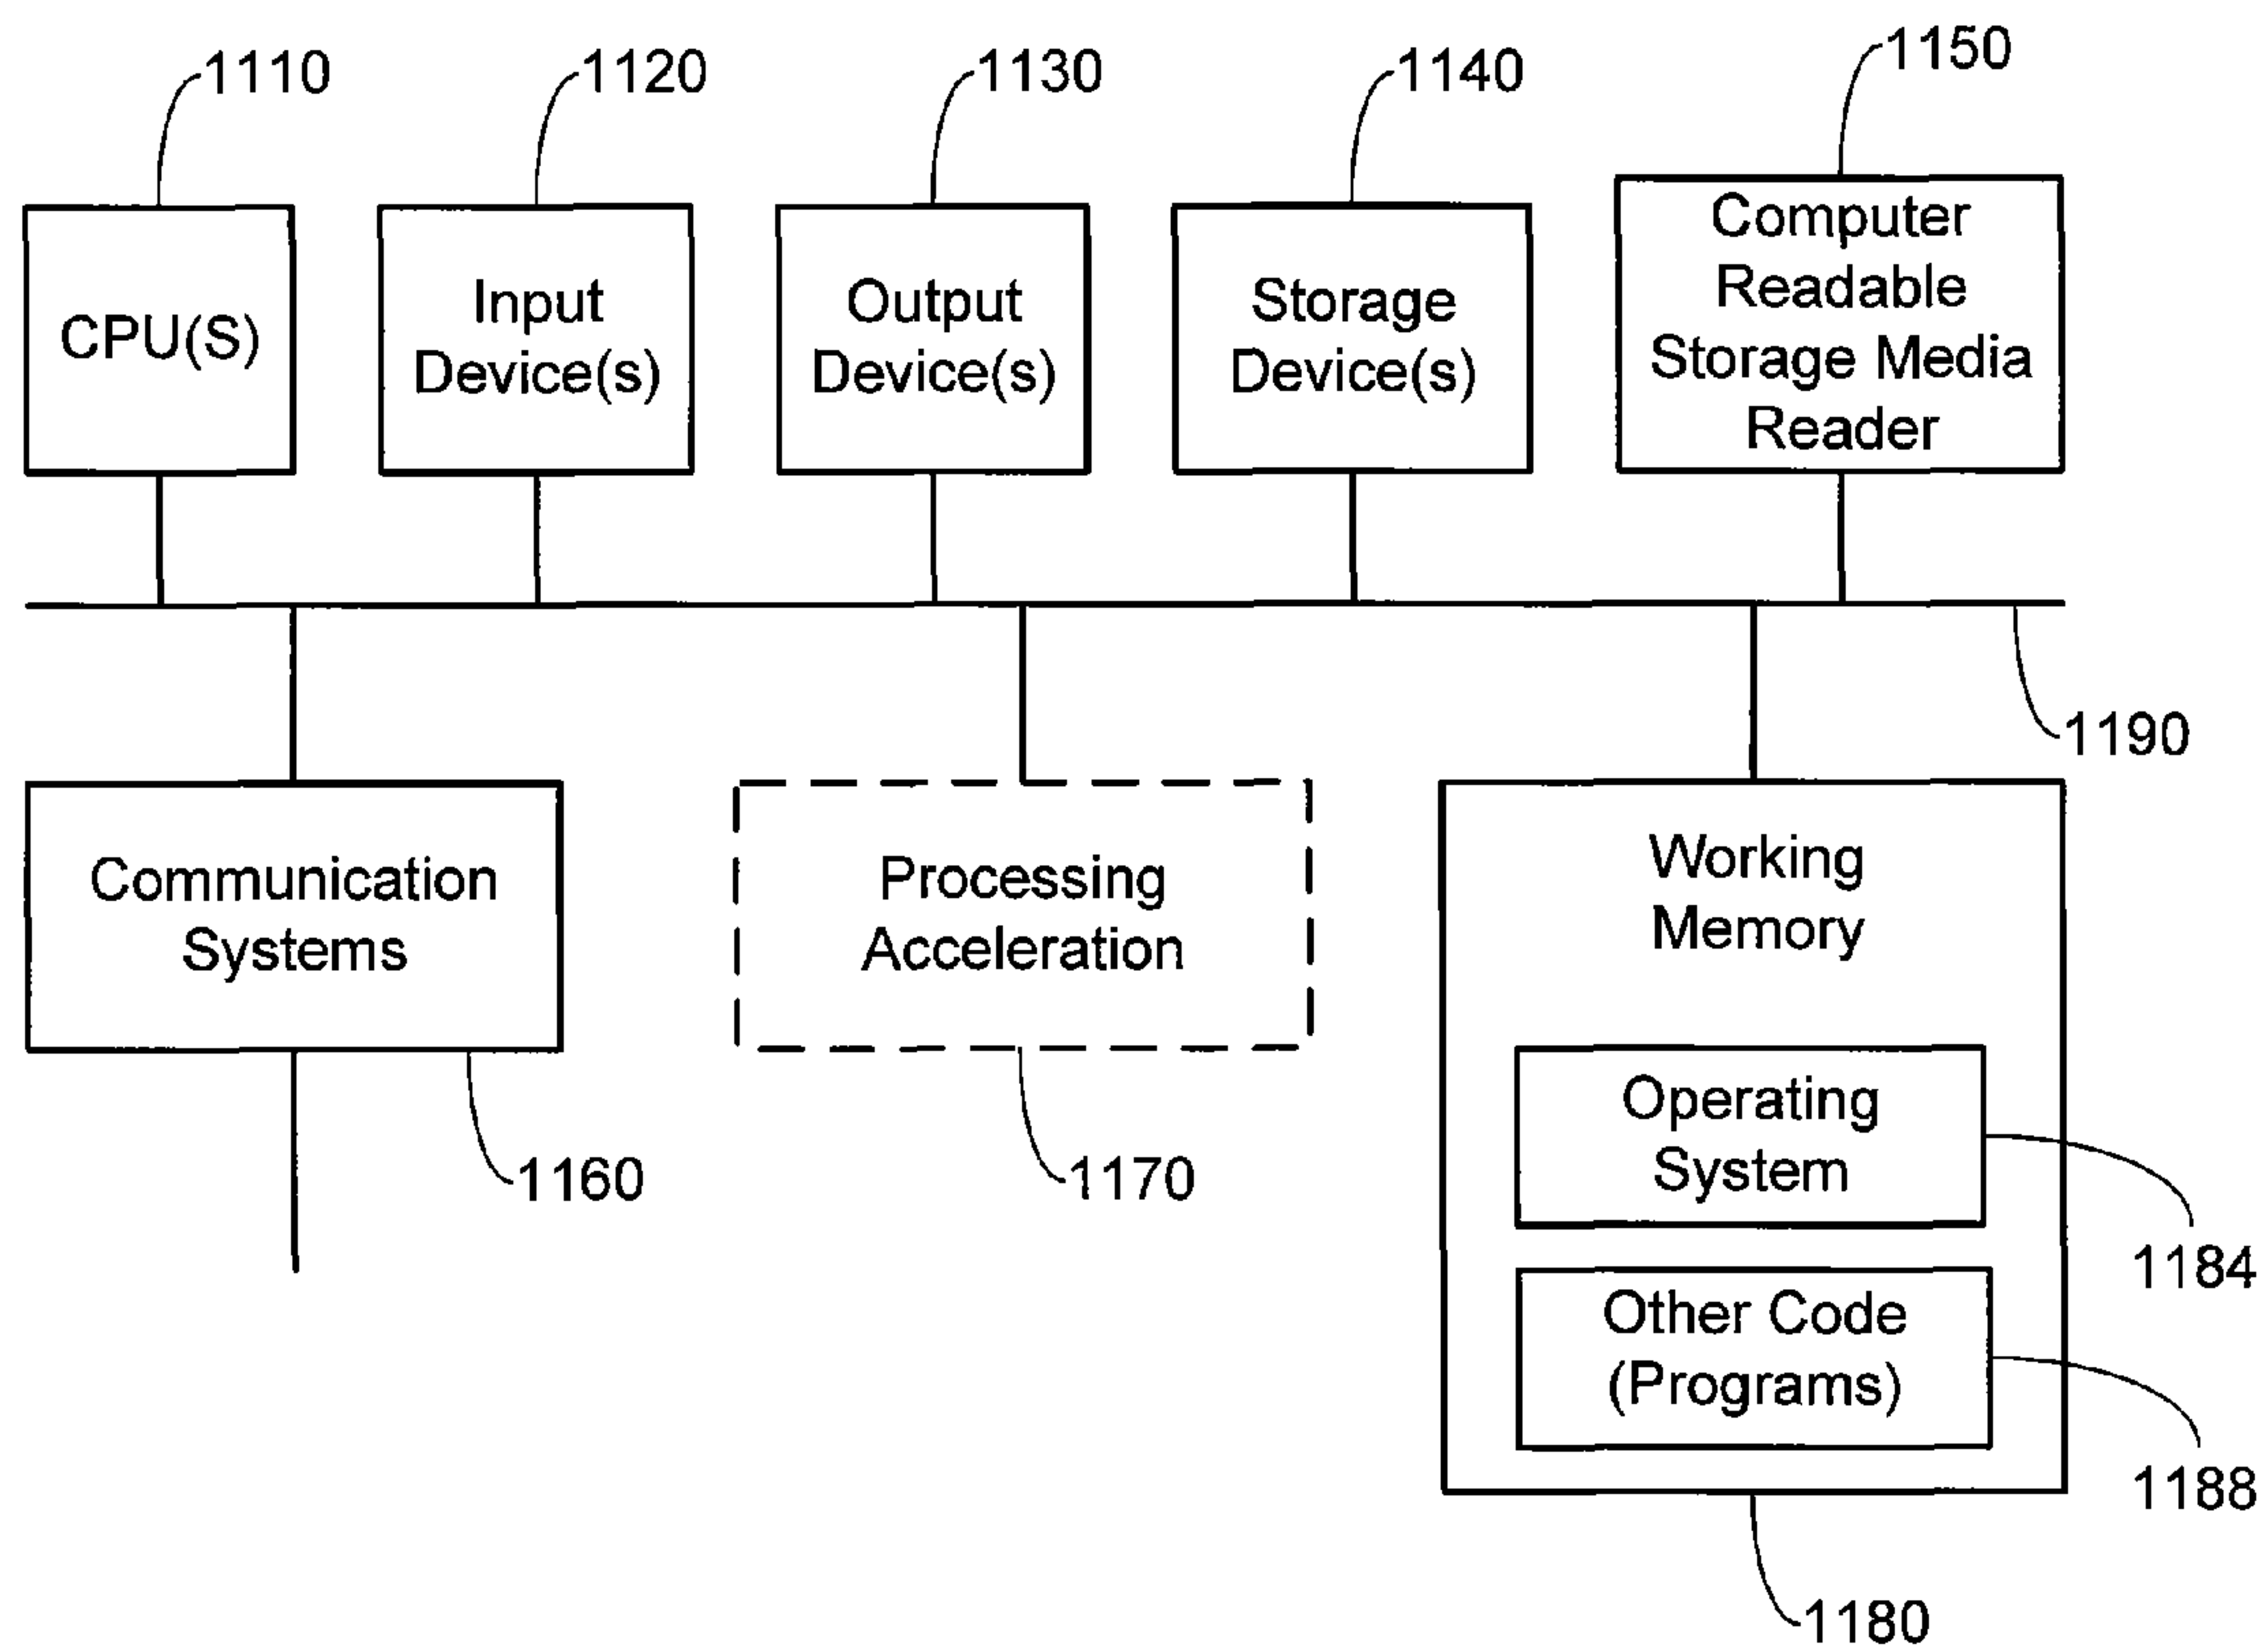 1110
1120
1130
1140
1150
CPU(S)
Input
Device(s)
Output
Device(s)
Storage
Device(s)
Computer
Readable
Storage Media
Reader
1190
Communication
Systems
1160
Processing
Acceleration
1170
Working
Memory
Operating
System
1184
Other Code
(Programs)
1188
1180